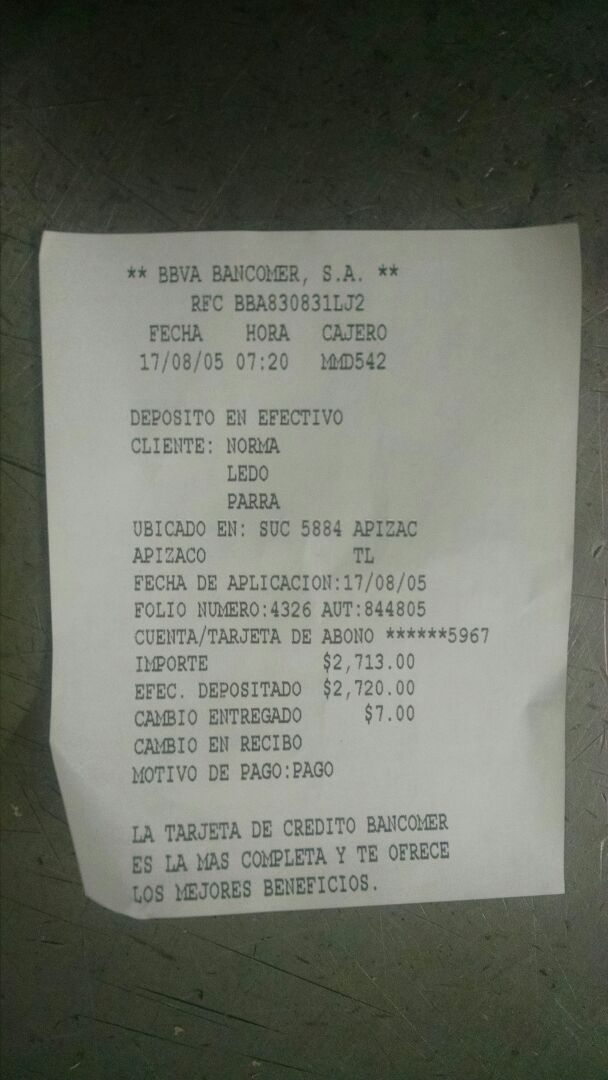 ** BBVA BANCOMER, S.A. **
RFC BBA830831LJ2
FECHA HORA CAJERO
17/08/05 07:20 MMD542
DEPOSITO EN EFECTIVO
CLIENTE: NORMA
LEDO
PARRA
UBICADO EN: SUC 5884 APIZAC
APIZACO TL
FECHA DE APLICACION:17/08/05
FOLIO NUMERO:4326 AUT:844805
CUENTA/TARJETA DE ABONO ******5967
IMPORTE $2,713.00
EFEC. DEPOSITADO $2,720.00
CAMBIO ENTREGADO $7.00
CAMBIO EN RECIBO
MOTIVO DE PAGO:PAGO
LA TARJETA DE CREDITO BANCOMER
ES LA MAS COMPLETA Y TE OFRECE
LOS MEJORES BENEFICIOS.